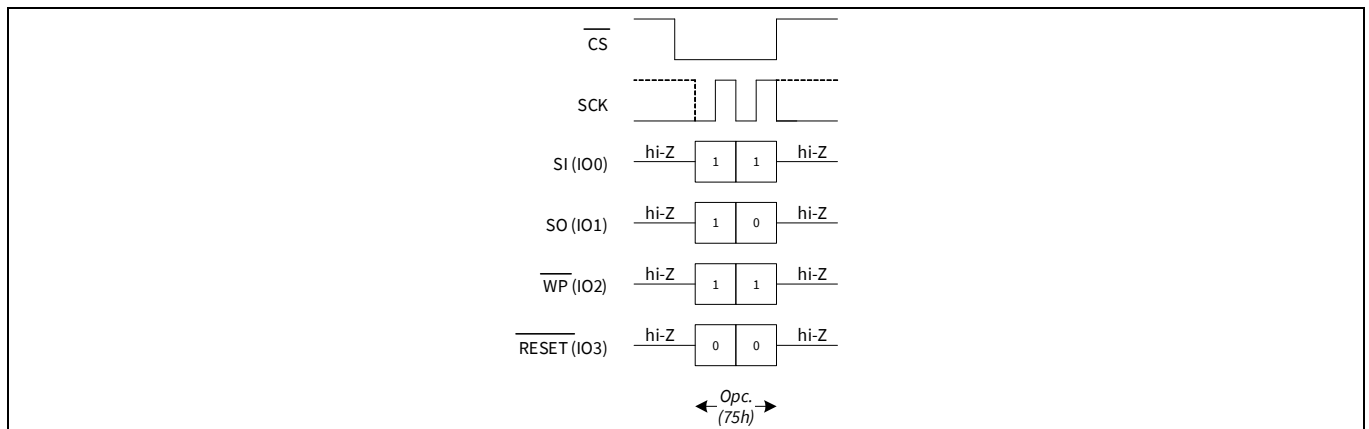 CS
SCK
SI (IO0) hi-Z 1 1 hi-Z
SO (IO1) hi-Z 1 0 hi-Z
WP (IO2) hi-Z 1 1 hi-Z
RESET (IO3) hi-Z 0 0 hi-Z
Opc.
(75h)